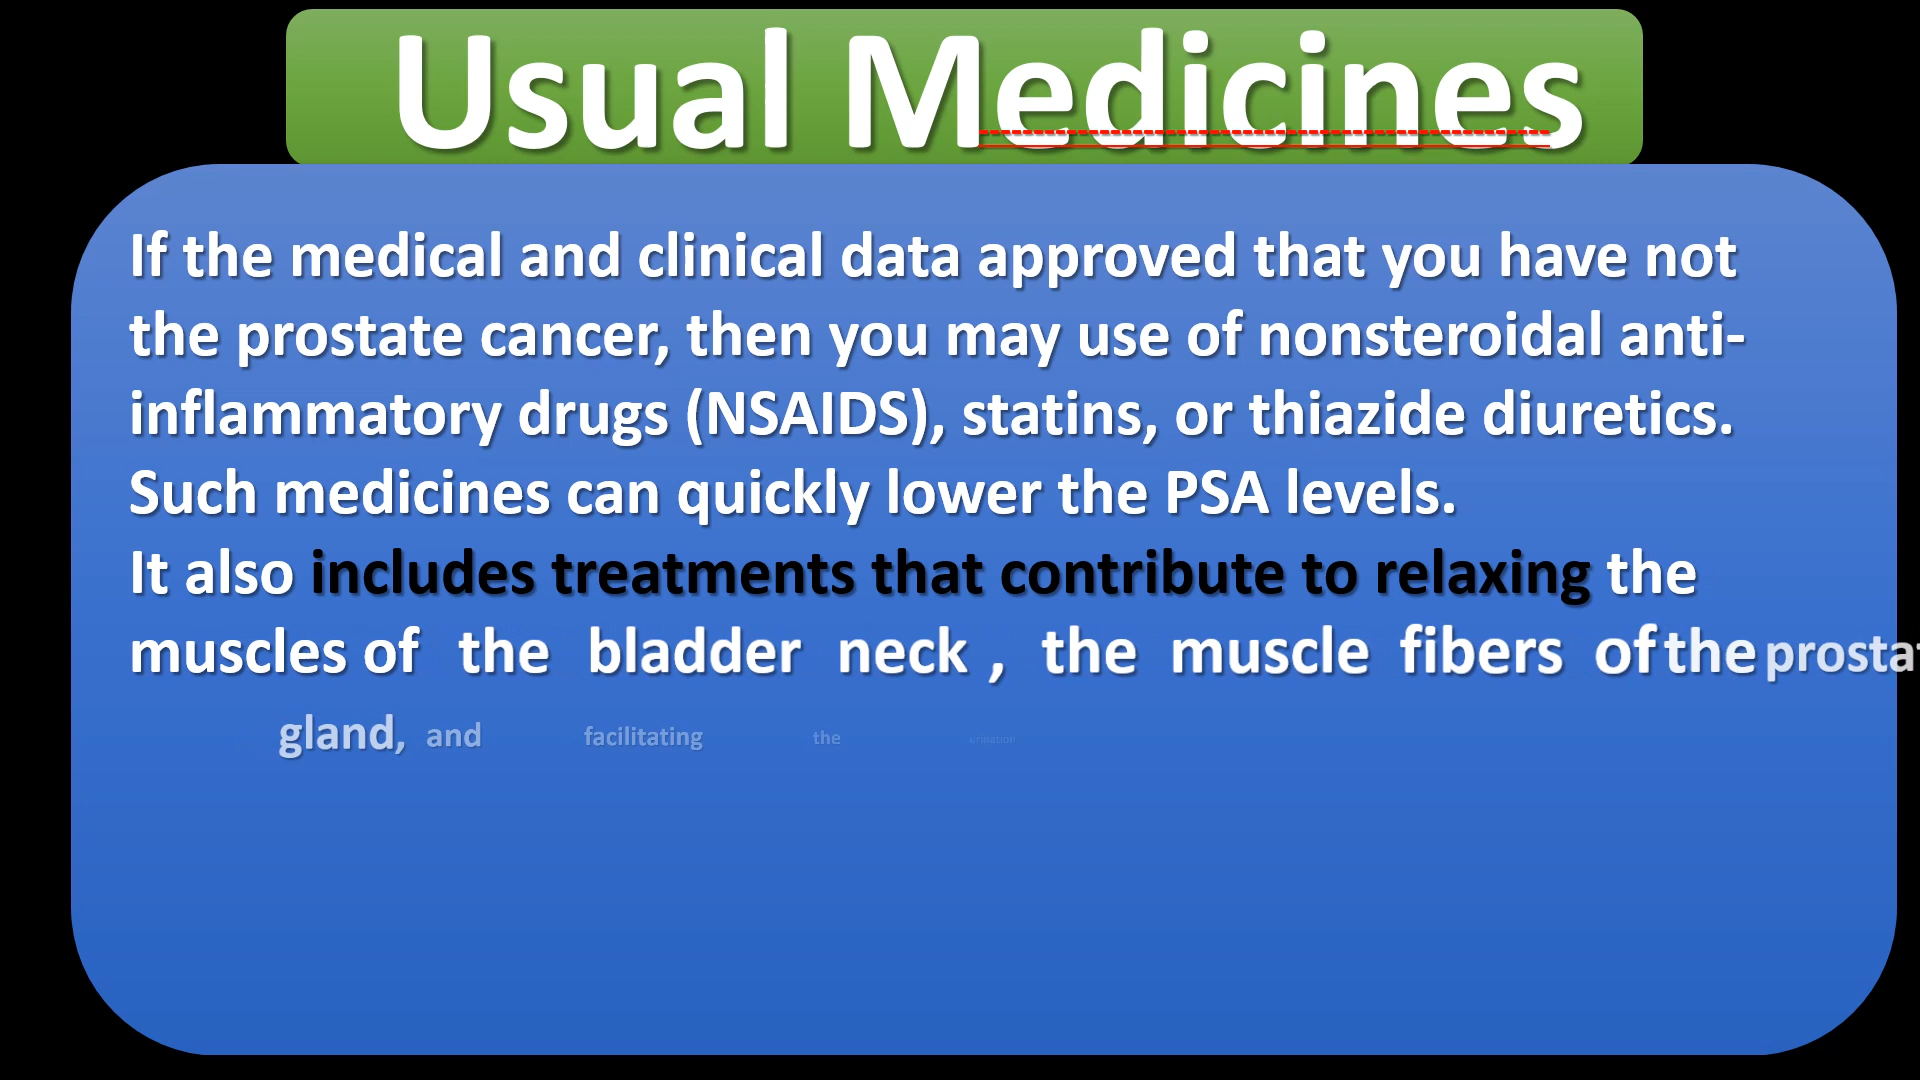 Usual Medicines
If the medical and clinical data approved that you have not
the prostate cancer, then you may use of nonsteroidal anti-
inflammatory drugs (NSAIDS), statins, or thiazide diuretics.
Such medicines can quickly lower the PSA levels.
It also includes treatments that contribute to relaxing the
muscles of the bladder neck , the muscle fibers of the prostat
gland, and facilitating the urination